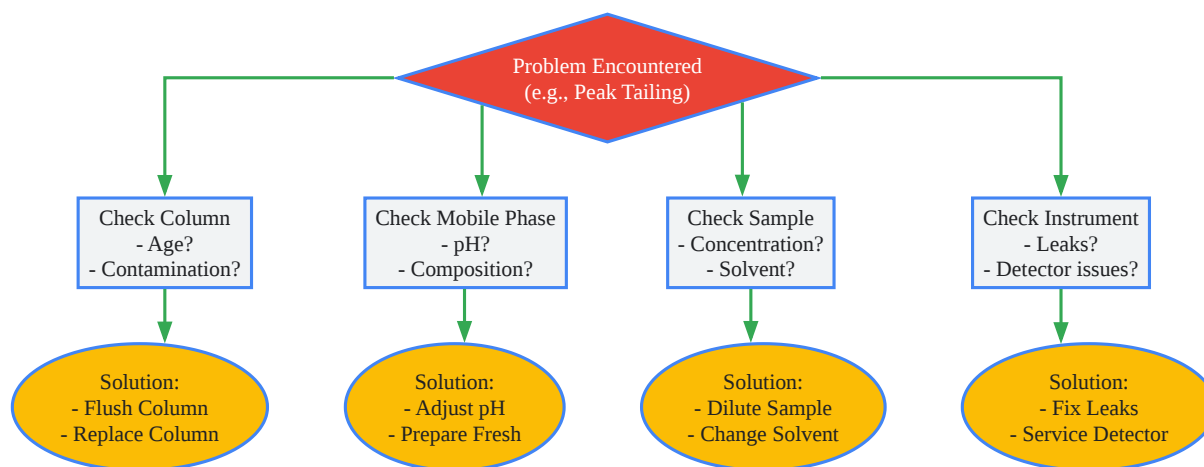 Problem Encountered
(e.g., Peak Tailing)
Check Column
- Age?
- Contamination?
Check Mobile Phase
- pH?
- Composition?
Check Sample
- Concentration?
- Solvent?
Check Instrument
- Leaks?
- Detector issues?
Solution:
- Flush Column
- Replace Column
Solution:
- Adjust pH
- Prepare Fresh
Solution:
- Dilute Sample
- Change Solvent
Solution:
- Fix Leaks
- Service Detector